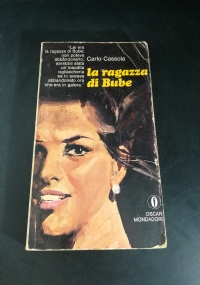 "Lei era
la ragazza di Bube:
non poteva
abbandonarlo;
sarebbe stata
un'maudita
vigliaccheria
se lo avesse
abbandonato ora
che era in galera."
Carlo Cassola
la ragazza
di Bube
OSCAR
MONDADORI